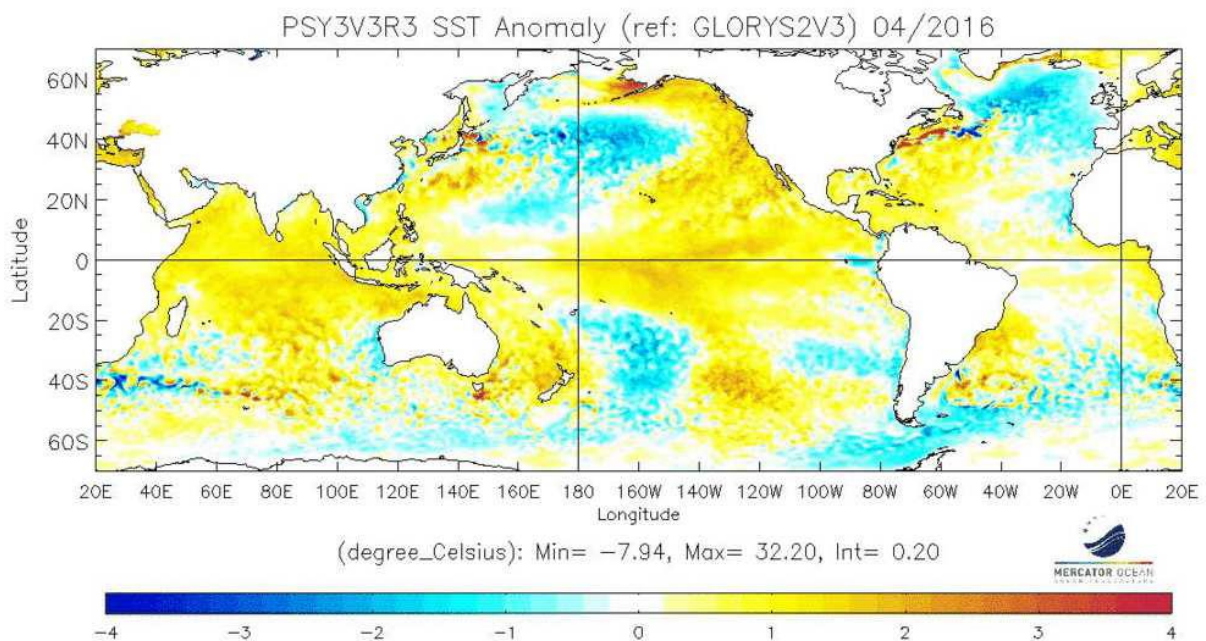 PSY3V3R3 SST Anomaly (ref: GLORYS2V3) 04/2016
60N
40N
20N
0
20S
40S
60S
Latitude
20E 40E 60E 80E 100E 120E 140E 160E 180 160W 140W 120W 100W 80W 60W 40W 20W 0E 20E
Longitude
(degree_Celsius): Min= -7.94, Max= 32.20, Int= 0.20
MERCATOR OCEAN
-4 -3 -2 -1 0 1 2 3 4